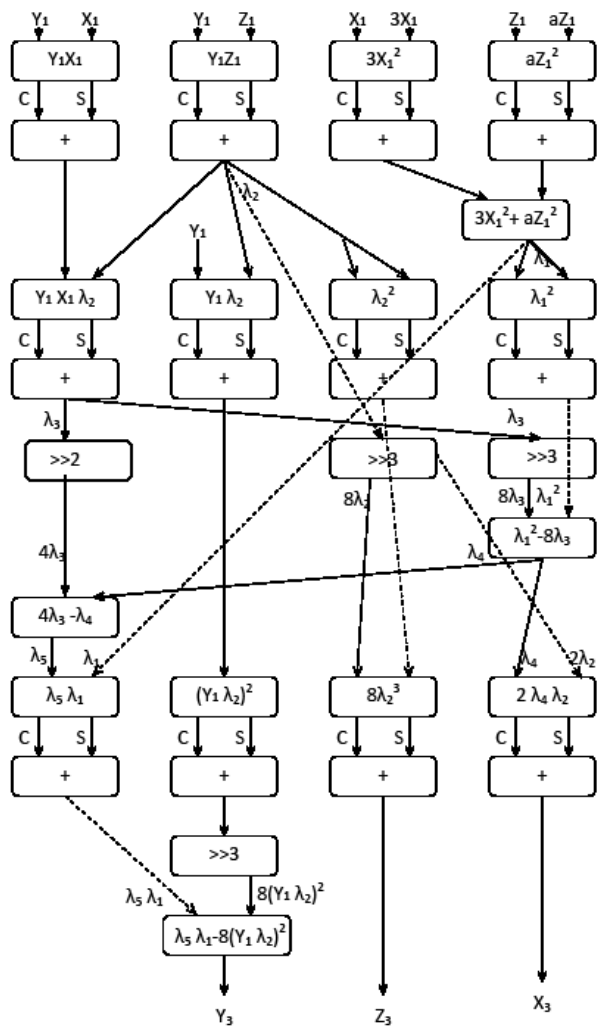 Y₁ X₁ Y₁ Z₁ X₁ 3X₁ Z₁ aZ₁
Y₁X₁ Y₁Z₁ 3X₁² aZ₁²
C S C S C S C S
+ + + +
λ₂
3X₁²+ aZ₁²
Y₁
λ₁
Y₁ X₁ λ₂ Y₁ λ₂ λ₂² λ₁²
C S C S C S C S
+ + + +
λ₃ λ₃
>>2 >>3 >>3
8λ₂ 8λ₃ λ₁²
λ₁²-8λ₃
4λ₃ λ₄
4λ₃ -λ₄
λ₅ λ₁ λ₄ 2λ₂
λ₅ λ₁ (Y₁ λ₂)² 8λ₂³ 2 λ₄ λ₂
C S C S C S C S
+ + + +
>>3
λ₅ λ₁ 8(Y₁ λ₂)²
λ₅ λ₁-8(Y₁ λ₂)²
Y₃ Z₃ X₃